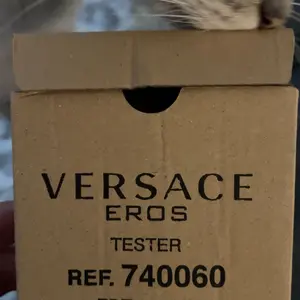 VERSACE
EROS
TESTER
REF. 740060